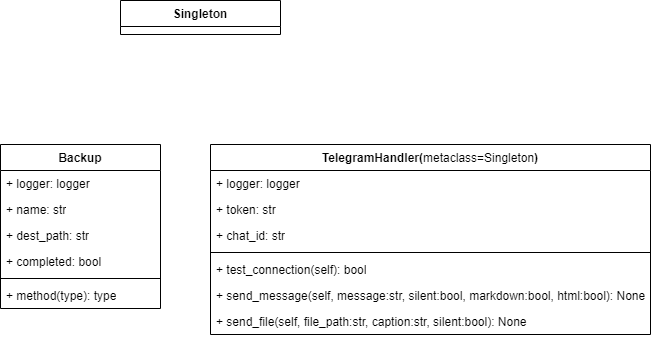 Singleton
Backup
+ logger: logger
+ name: str
+ dest_path: str
+ completed: bool
+ method(type): type
TelegramHandler(metaclass=Singleton)
+ logger: logger
+ token: str
+ chat_id: str
+ test_connection(self): bool
+ send_message(self, message:str, silent:bool, markdown:bool, html:bool): None
+ send_file(self, file_path:str, caption:str, silent:bool): None